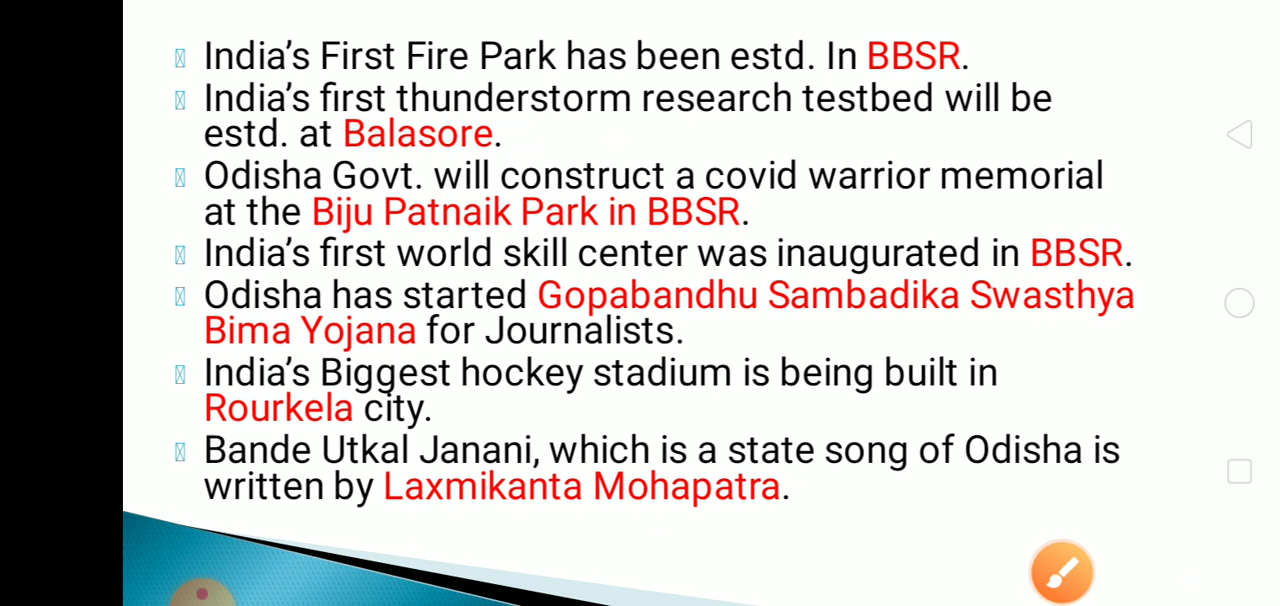 India's First Fire Park has been estd. In BBSR.
India's first thunderstorm research testbed will be
estd. at Balasore.
Odisha Govt. will construct a covid warrior memorial
at the Biju Patnaik Park in BBSR.
India's first world skill center was inaugurated in BBSR.
Odisha has started Gopabandhu Sambadika Swasthya
Bima Yojana for Journalists.
India's Biggest hockey stadium is being built in
Rourkela city.
Bande Utkal Janani, which is a state song of Odisha is
written by Laxmikanta Mohapatra.